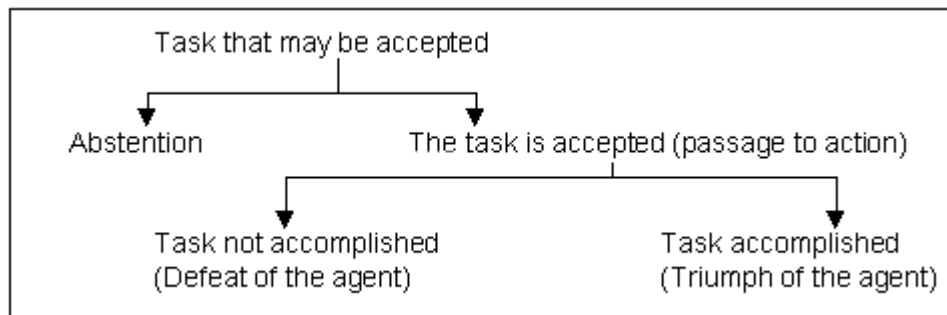 Task that may be accepted
Abstention
The task is accepted (passage to action)
Task not accomplished
(Defeat of the agent)
Task accomplished
(Triumph of the agent)